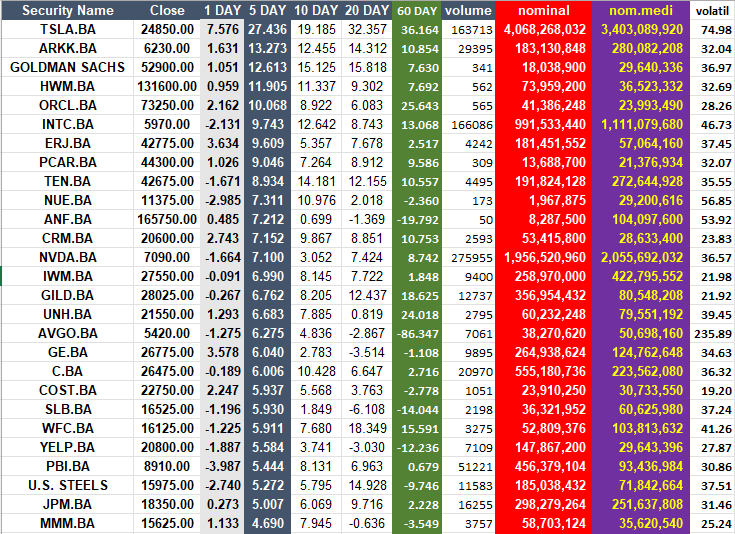 Security Name Close 1 DAY 5 DAY 10 DAY 20 DAY 60 DAY volume nominal nom.medi volatil
TSLA.BA 24850.00 7.576 27.436 19.185 32.357 36.164 163713 4,068,268,032 3,403,089,920 74.98
ARKK.BA 6230.00 1.631 13.273 12.455 14.312 10.854 29395 183,130,848 280,082,208 32.04
GOLDMAN SACHS 52900.00 1.051 12.613 15.125 15.818 7.630 341 18,038,900 29,640,336 36.97
HWM.BA 131600.00 0.959 11.905 11.337 9.302 7.692 562 73,959,200 36,523,332 32.69
ORCL.BA 73250.00 2.162 10.068 8.922 6.083 25.643 565 41,386,248 23,993,490 28.26
INTC.BA 5970.00 -2.131 9.743 12.642 8.743 13.068 166086 991,533,440 1,111,079,680 46.73
ERJ.BA 42775.00 3.634 9.609 5.357 7.678 2.517 4242 181,451,552 57,064,160 37.45
PCAR.BA 44300.00 1.026 9.046 7.264 8.912 9.586 309 13,688,700 21,376,934 32.07
TEN.BA 42675.00 -1.671 8.934 14.181 12.155 10.557 4495 191,824,128 272,644,928 35.55
NUE.BA 11375.00 -2.985 7.311 10.976 2.018 -2.360 173 1,967,875 29,200,616 56.85
ANF.BA 165750.00 0.485 7.212 0.699 -1.369 -19.792 50 8,287,500 104,097,600 53.92
CRM.BA 20600.00 2.743 7.152 9.867 8.851 10.753 2593 53,415,800 28,633,400 23.83
NVDA.BA 7090.00 -1.664 7.100 3.052 7.424 8.742 275955 1,956,520,960 2,055,692,032 36.57
IWM.BA 27550.00 -0.091 6.990 8.145 7.722 1.848 9400 258,970,000 422,795,552 21.98
GILD.BA 28025.00 -0.267 6.762 8.205 12.437 18.625 12737 356,954,432 80,548,208 21.92
UNH.BA 21550.00 1.293 6.683 7.885 0.819 24.018 2795 60,232,248 79,551,192 39.45
AVGO.BA 5420.00 -1.275 6.275 4.836 -2.867 -86.347 7061 38,270,620 50,698,160 235.89
GE.BA 26775.00 3.578 6.040 2.783 -3.514 -1.108 9895 264,938,624 124,762,648 34.63
C.BA 26475.00 -0.189 6.006 10.428 6.647 2.716 20970 555,180,736 223,562,080 36.32
COST.BA 22750.00 2.247 5.937 5.568 3.763 -2.778 1051 23,910,250 30,733,550 19.20
SLB.BA 16525.00 -1.196 5.930 1.849 -6.108 -14.044 2198 36,321,952 60,625,980 37.24
WFC.BA 16125.00 -1.225 5.911 7.680 18.349 15.591 3275 52,809,376 103,813,632 41.26
YELP.BA 20800.00 -1.887 5.584 3.741 -3.030 -12.236 7109 147,867,200 29,643,396 27.87
PBI.BA 8910.00 -3.987 5.444 8.131 6.963 0.679 51221 456,379,104 93,436,984 30.86
U.S. STEELS 15975.00 -2.740 5.272 5.795 14.928 -9.746 11583 185,038,432 71,842,664 37.51
JPM.BA 18350.00 0.273 5.007 6.069 9.716 2.228 16255 298,279,264 251,637,808 31.46
MMM.BA 15625.00 1.133 4.690 7.945 -0.636 -3.549 3757 58,703,124 35,620,540 25.24